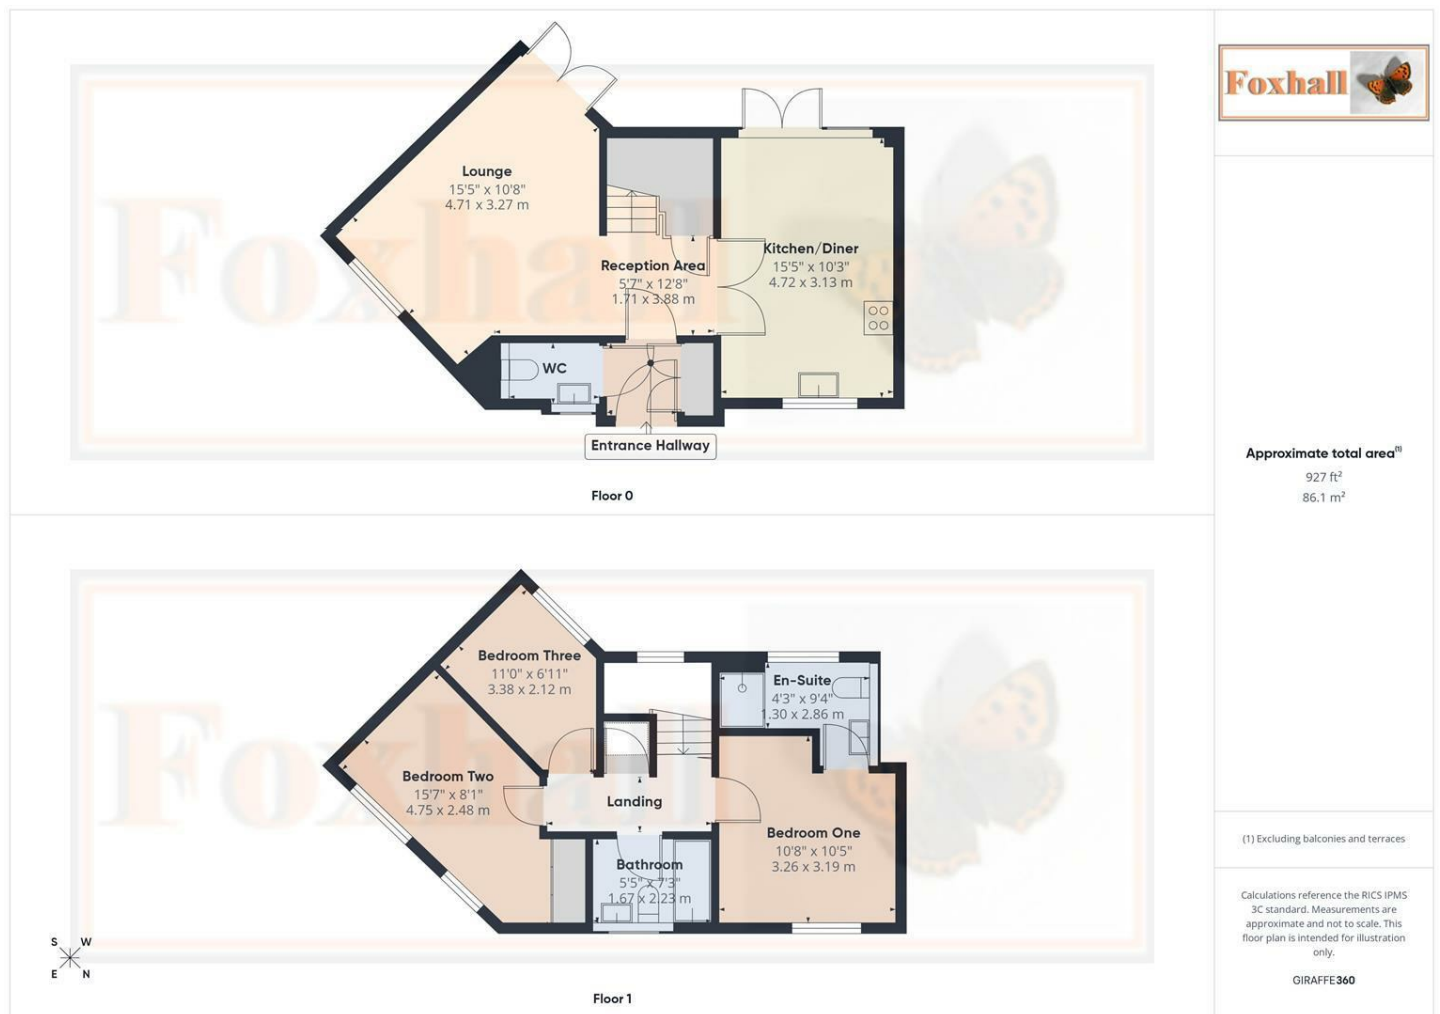 Foxhall
Lounge
15'5" x 10'8"
4.71 x 3.27 m
Reception Area
5'7" x 12'8"
1.71 x 3.88 m
Kitchen/Diner
15'5" x 10'3"
4.72 x 3.13 m
WC
Entrance Hallway
Floor 0
Foxhall
Approximate total area(1)
927 ft²
86.1 m²
Foxhall
Bedroom Three
11'0" x 6'11"
3.38 x 2.12 m
En-Suite
4'3" x 9'4"
1.30 x 2.86 m
Bedroom Two
15'7" x 8'1"
4.75 x 2.48 m
Landing
Bedroom One
10'8" x 10'5"
3.26 x 3.19 m
Bathroom
5'5" x 7'3"
1.67 x 2.23 m
S W
E N
Floor 1
(1) Excluding balconies and terraces
Calculations reference the RICS IPMS
3C standard. Measurements are
approximate and not to scale. This
floor plan is intended for illustration
only.
GIRAFFE360